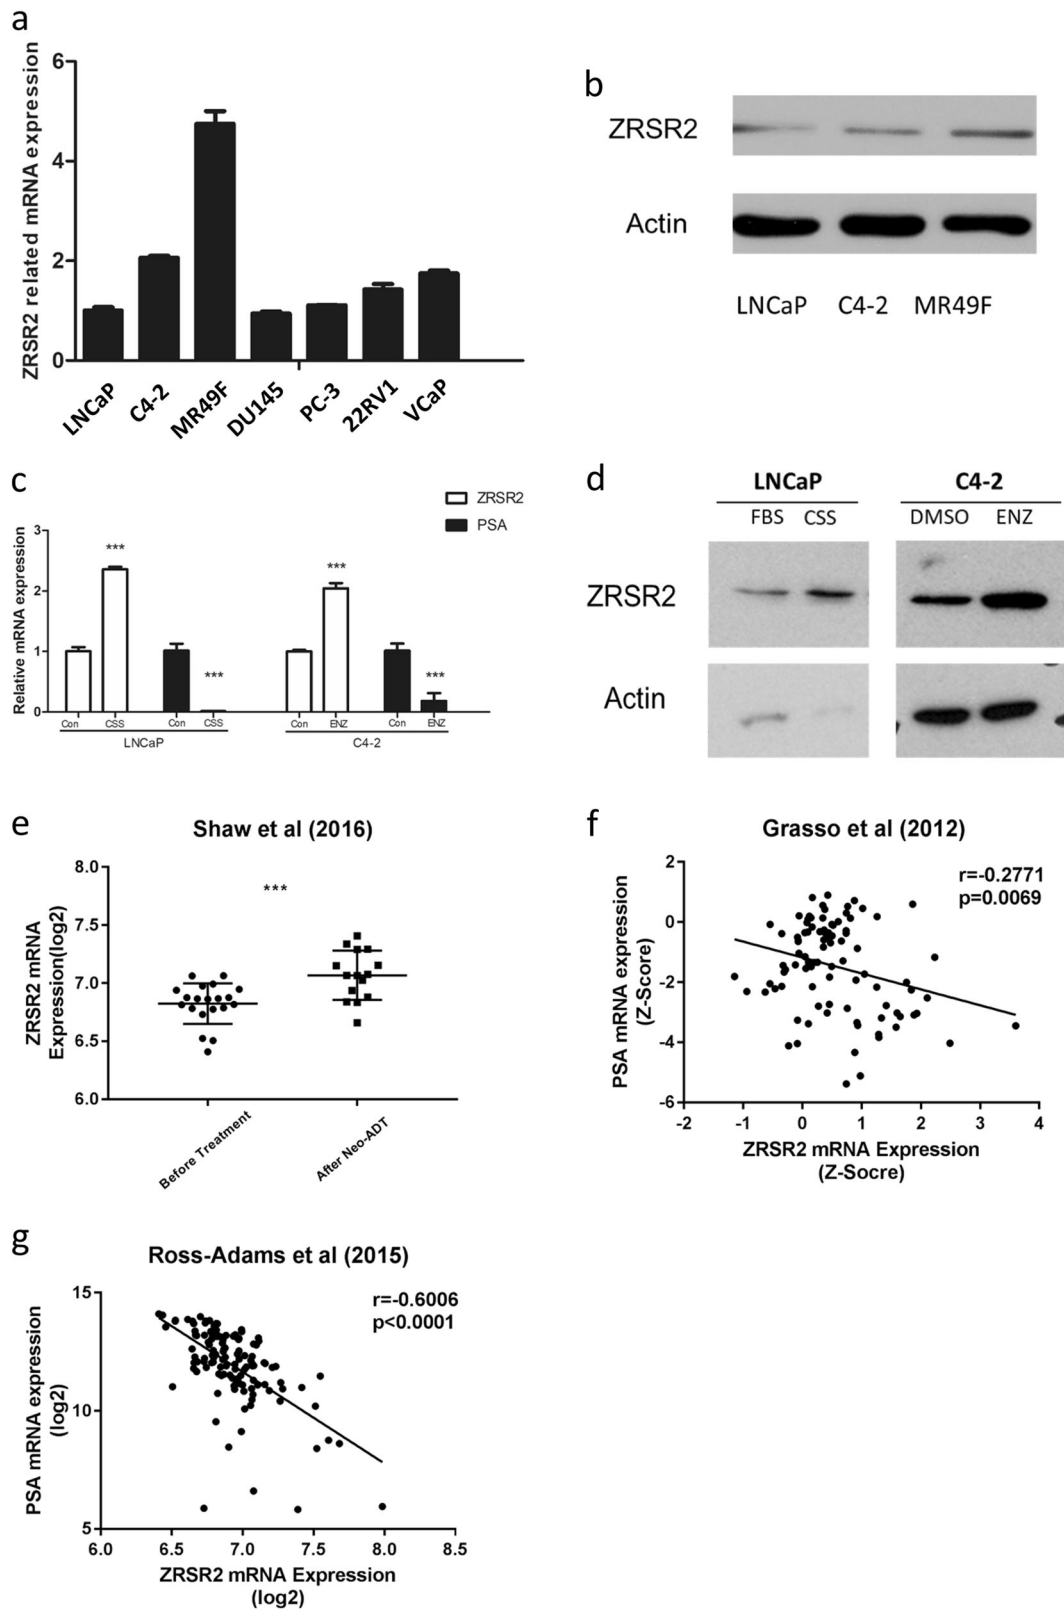 a
ZRSR2 related mRNA expression
6
4
2
0
LNCaP
C4-2
MR49F
DU145
PC-3
22RV1
VCaP
b
ZRSR2
Actin
LNCaP C4-2 MR49F
c
ZRSR2
PSA
Relative mRNA expression
3
2
1
0
***
***
***
***
Con CSS Con CSS Con ENZ Con ENZ
LNCaP C4-2
d
LNCaP C4-2
FBS CSS DMSO ENZ
ZRSR2
Actin
e
Shaw et al (2016)
ZRSR2 mRNA
Expression(log2)
8.0
7.5
7.0
6.5
6.0
***
Before Treatment
After Neo-ADT
f
Grasso et al (2012)
r=-0.2771
p=0.0069
PSA mRNA expression
(Z-Score)
2
0
-2
-4
-6
-2 -1 0 1 2 3 4
ZRSR2 mRNA Expression
(Z-Socre)
g
Ross-Adams et al (2015)
r=-0.6006
p<0.0001
PSA mRNA expression
(log2)
15
10
5
6.0 6.5 7.0 7.5 8.0 8.5
ZRSR2 mRNA Expression
(log2)